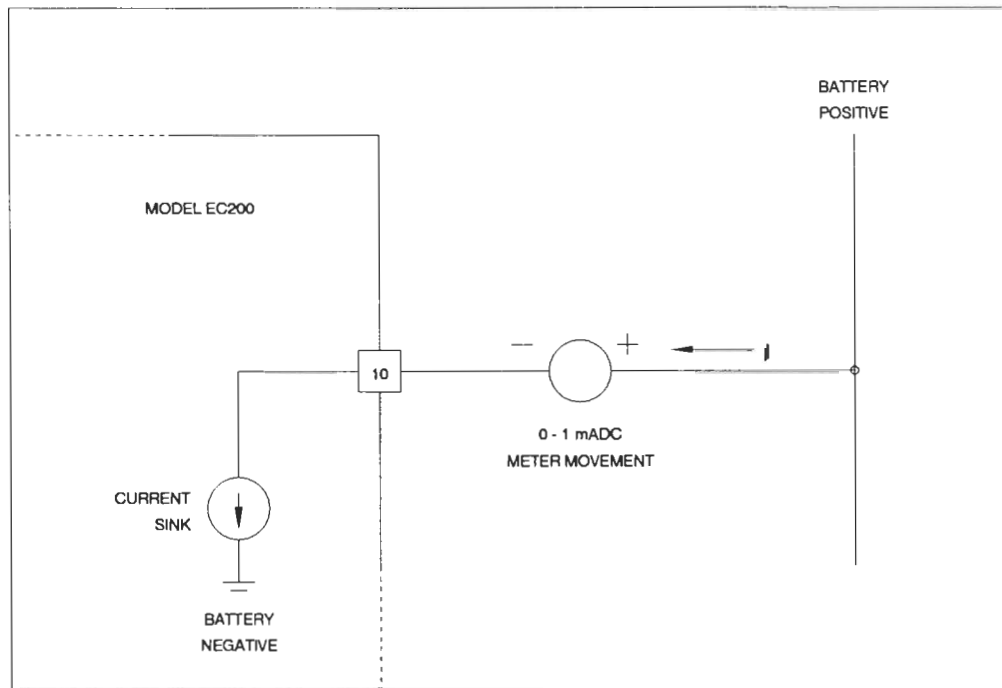 BATTERY
POSITIVE
MODEL EC200
— +
I
10
0 - 1 mADC
METER MOVEMENT
CURRENT
SINK
BATTERY
NEGATIVE